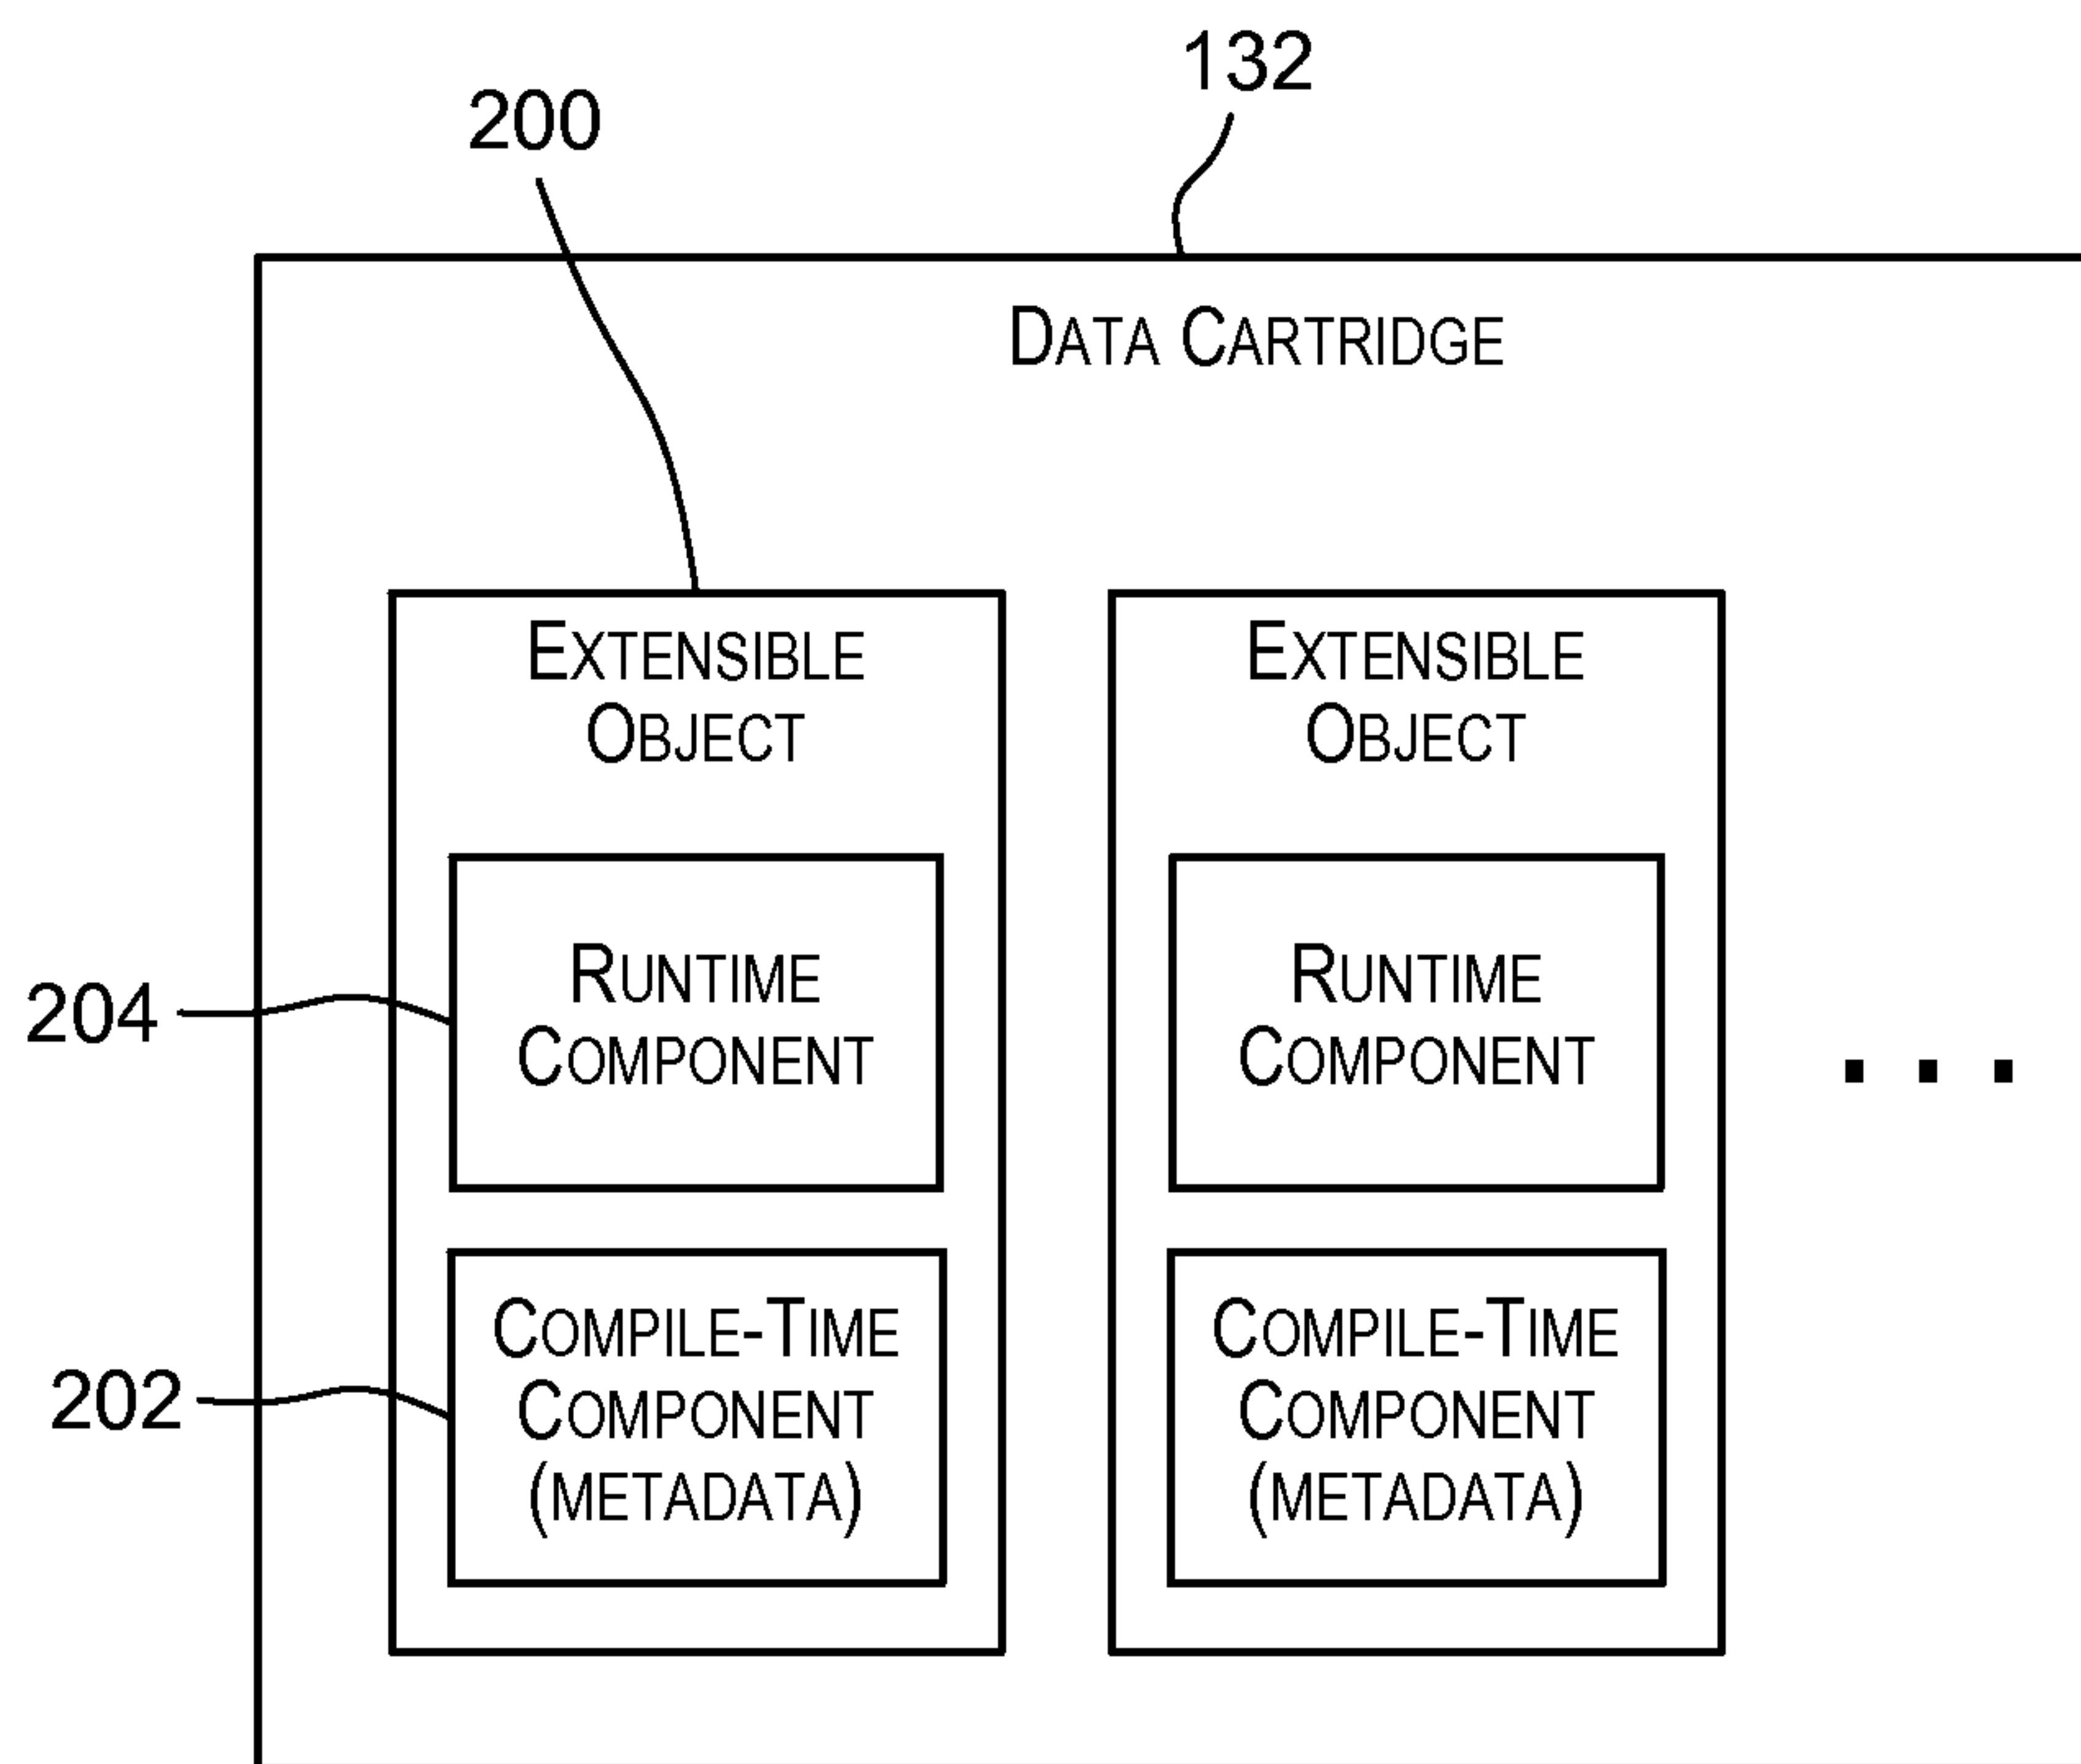 132
200
DATA CARTRIDGE
EXTENSIBLE
OBJECT
EXTENSIBLE
OBJECT
RUNTIME
COMPONENT
RUNTIME
COMPONENT
204
. . .
COMPILE-TIME
COMPONENT
(METADATA)
COMPILE-TIME
COMPONENT
(METADATA)
202